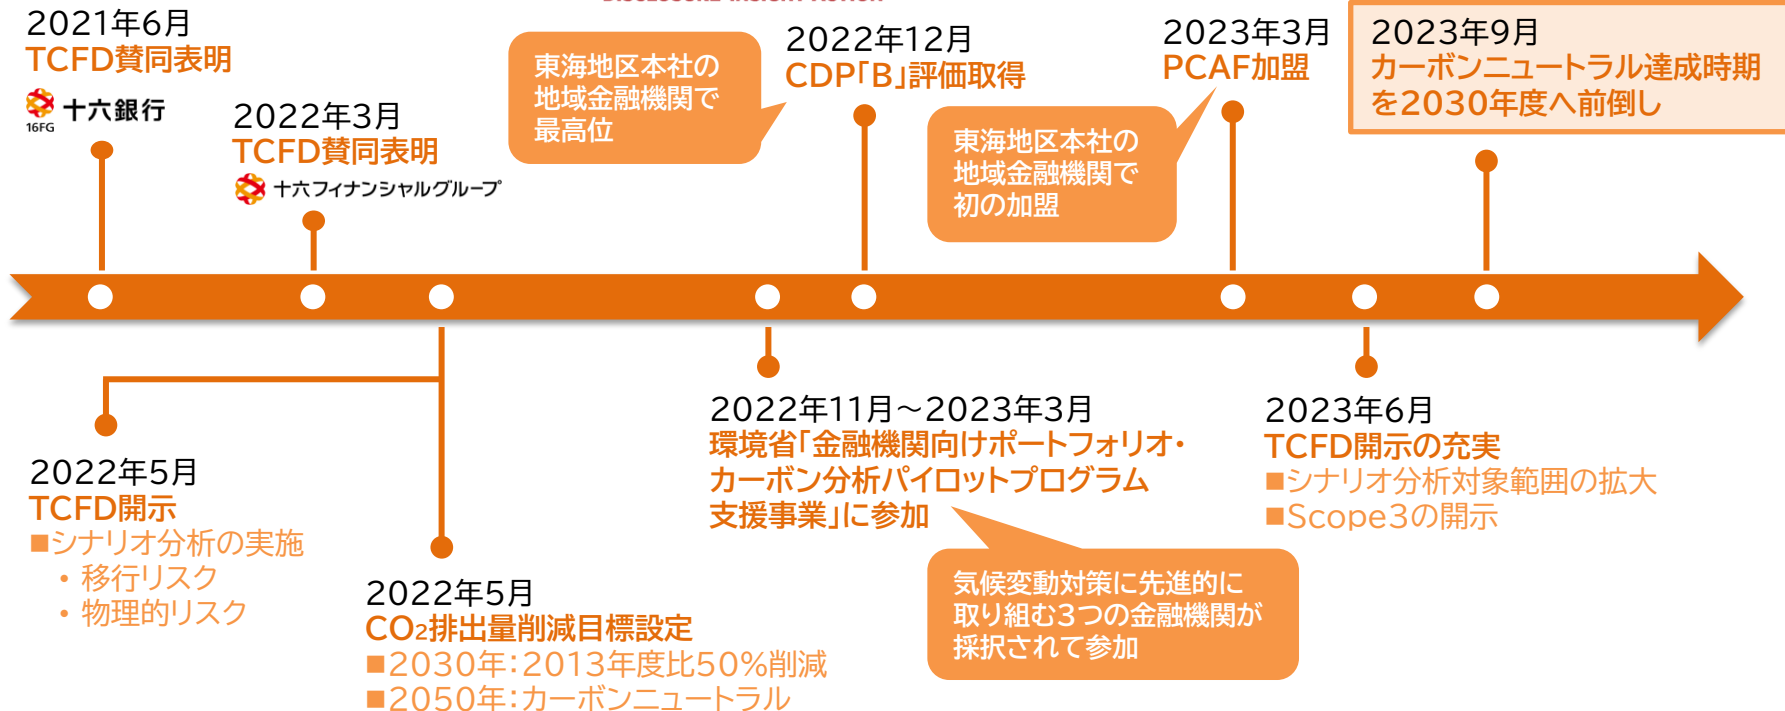 2021年6月
TCFD賛同表明
16FG
十六銀行
2022年3月
TCFD賛同表明
十六フィナンシャルグループ
東海地区本社の
地域金融機関で
最高位
2022年12月
CDP「B」評価取得
東海地区本社の
地域金融機関で
初の加盟
2023年3月
PCAF加盟
2023年9月
カーボンニュートラル達成時期
を2030年度へ前倒し
2022年5月
TCFD開示
■シナリオ分析の実施
・移行リスク
・物理的リスク
2022年5月
CO₂排出量削減目標設定
■2030年：2013年度比50%削減
■2050年：カーボンニュートラル
2022年11月～2023年3月
環境省「金融機関向けポートフォリオ・
カーボン分析パイロットプログラム
支援事業」に参加
気候変動対策に先進的に
取り組む3つの金融機関が
採択されて参加
2023年6月
TCFD開示の充実
■シナリオ分析対象範囲の拡大
■Scope3の開示